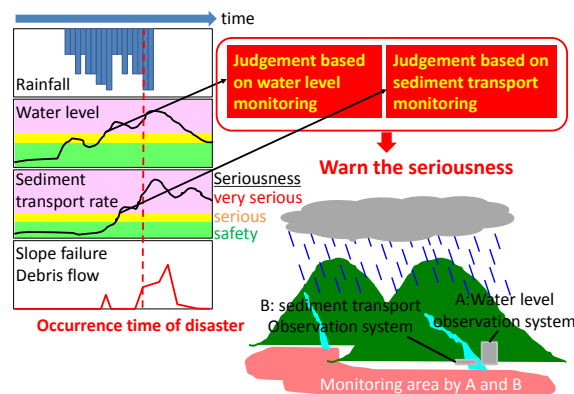 time
Rainfall
Water level
Sediment
transport rate
Slope failure
Debris flow
Occurrence time of disaster
Seriousness
very serious
serious
safety
Judgement based
on water level
monitoring
Judgement based on
sediment transport
monitoring
Warn the seriousness
B: sediment transport
Observation system
A:Water level
observation system
Monitoring area by A and B